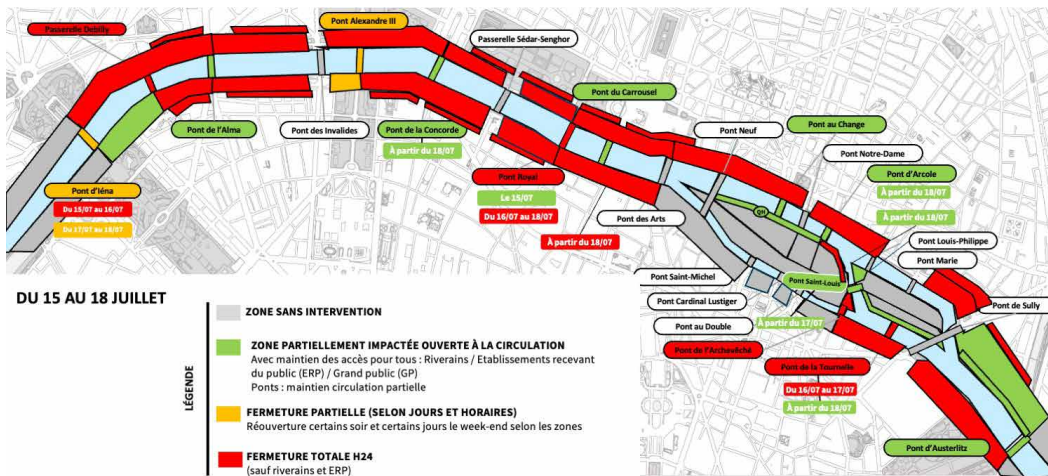 Pont Alexandre III
Passerelle Debilly
Passerelle Sédar-Senghor
Pont du Carrousel
Pont de l'Alma
Pont des Invalides
Pont de la Concorde
À partir du 18/07
Pont Neuf
Pont au Change
Pont Notre-Dame
Pont d'Arcole
À partir du 18/07
À partir du 18/07
Pont d'Iéna
Du 15/07 au 16/07
Du 17/07 au 18/07
Pont Royal
Le 15/07
Du 16/07 au 18/07
À partir du 18/07
Pont des Arts
QH
Pont Louis-Philippe
Pont Marie
Pont Saint-Michel
Pont Saint-Louis
Pont Cardinal Lustiger
Pont de Sully
Pont au Double
À partir du 17/07
Pont de l'Archevêché
Pont de la Tournelle
Du 16/07 au 17/07
À partir du 18/07
Pont d'Austerlitz
DU 15 AU 18 JUILLET
LÉGENDE
ZONE SANS INTERVENTION
ZONE PARTIELLEMENT IMPACTÉE OUVERTE À LA CIRCULATION
Avec maintien des accès pour tous : Riverains / Etablissements recevant
du public (ERP) / Grand public (GP)
Ponts : maintien circulation partielle
FERMETURE PARTIELLE (SELON JOURS ET HORAIRES)
Réouverture certains soir et certains jours le week-end selon les zones
FERMETURE TOTALE H24
(sauf riverains et ERP)